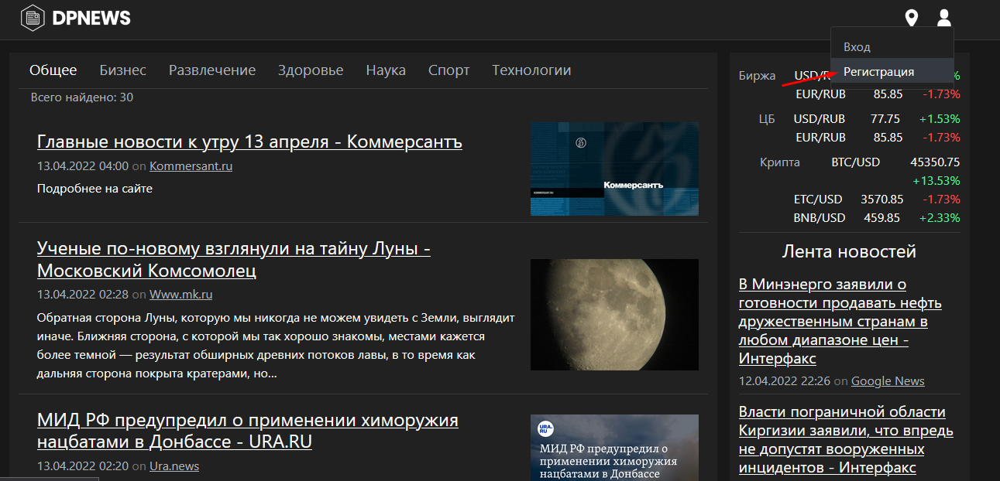 DPNEWS
Вход
Регистрация
Общее Бизнес Развлечение Здоровье Наука Спорт Технологии
Всего найдено: 30
Главные новости к утру 13 апреля - Коммерсантъ
13.04.2022 04:00 on Kommersant.ru
Подробнее на сайте
Коммерсантъ
KOMMERSANT.RU
Ученые по-новому взглянули на тайну Луны -
Московский Комсомолец
13.04.2022 02:28 on Www.mk.ru
Обратная сторона Луны, которую мы никогда не можем увидеть с Земли, выглядит
иначе. Ближняя сторона, с которой мы так хорошо знакомы, местами кажется
более темной — результат обширных древних потоков лавы, в то время как
дальняя сторона покрыта кратерами, но...
МИД РФ предупредил о применении химоружия
нацбатами в Донбассе - URA.RU
13.04.2022 02:20 on Ura.news
URA.
RU
МИД РФ предупредил о
применении химоружия
нацбатами в Донбассе
Биржа USD/R %
EUR/RUB 85.85 -1.73%
ЦБ USD/RUB 77.75 +1.53%
EUR/RUB 85.85 -1.73%
Крипта BTC/USD 45350.75
+13.53%
ETC/USD 3570.85 -1.73%
BNB/USD 459.85 +2.33%
Лента новостей
В Минэнерго заявили о
готовности продавать нефть
дружественным странам в
любом диапазоне цен -
Интерфакс
12.04.2022 22:26 on Google News
Власти пограничной области
Киргизии заявили, что впредь
не допустят вооруженных
инцидентов - Интерфакс